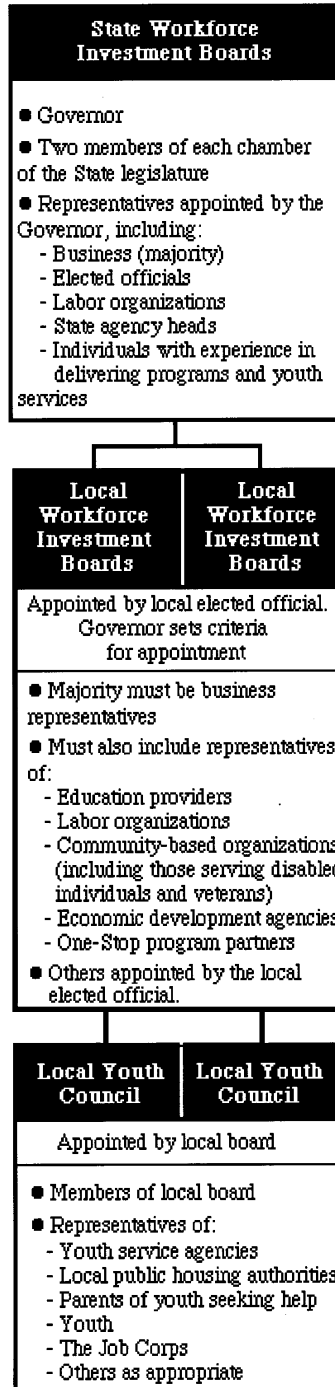 State Workforce
Investment Boards
● Governor
● Two members of each chamber
of the State legislature
● Representatives appointed by the
Governor, including:
- Business (majority)
- Elected officials
- Labor organizations
- State agency heads
- Individuals with experience in
delivering programs and youth
services
Local
Workforce
Investment
Boards
Local
Workforce
Investment
Boards
Appointed by local elected official.
Governor sets criteria
for appointment
● Majority must be business
representatives
● Must also include representatives
of:
- Education providers
- Labor organizations
- Community-based organizations
(including those serving disabled
individuals and veterans)
- Economic development agencies
- One-Stop program partners
● Others appointed by the local
elected official.
Local Youth
Council
Local Youth
Council
Appointed by local board
● Members of local board
● Representatives of:
- Youth service agencies
- Local public housing authorities
- Parents of youth seeking help
- Youth
- The Job Corps
- Others as appropriate